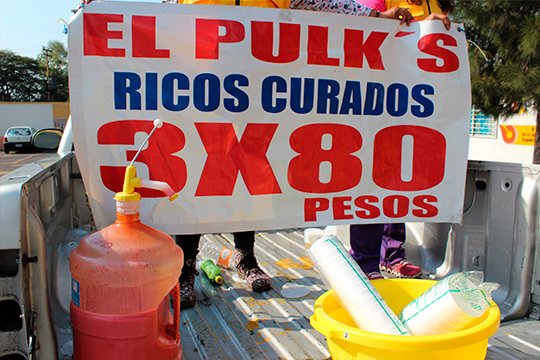 EL PULK´S
RICOS CURADOS
3X80
PESOS